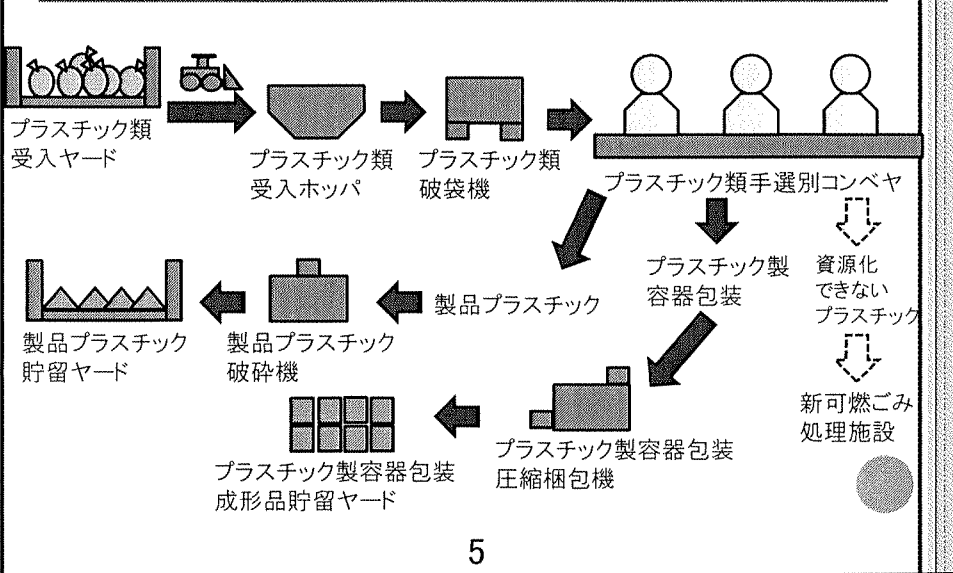 プラスチック類
受入ヤード
プラスチック類
受入ホッパ
プラスチック類
破袋機
プラスチック類手選別コンベヤ
製品プラスチック
プラスチック製
容器包装
資源化
できない
プラスチック
製品プラスチック
貯留ヤード
製品プラスチック
破砕機
新可燃ごみ
処理施設
プラスチック製容器包装
圧縮梱包機
プラスチック製容器包装
成形品貯留ヤード
5